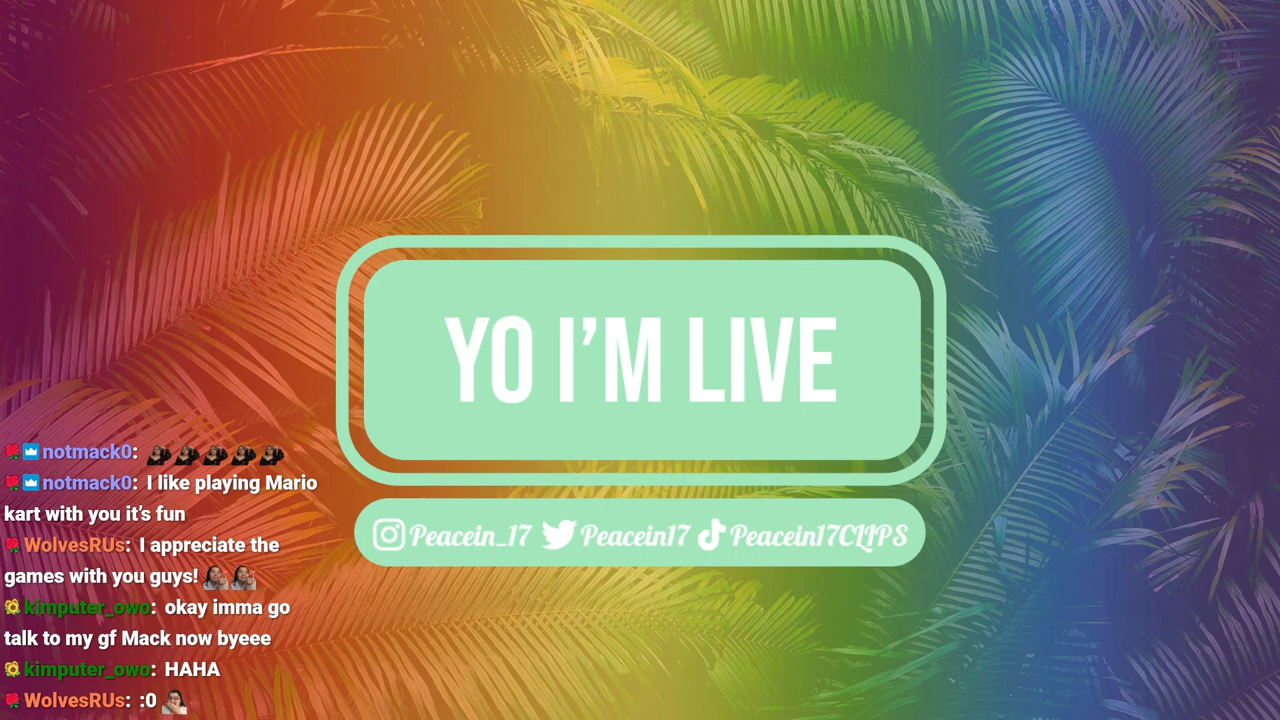 YO I’M LIVE
Peacein_17 Peacein17 Peacein17CLIPS
notmack0:
notmack0: I like playing Mario
kart with you it’s fun
WolvesRUs: I appreciate the
games with you guys!
kimputer_owo: okay imma go
talk to my gf Mack now byeee
kimputer_owo: HAHA
WolvesRUs: :0